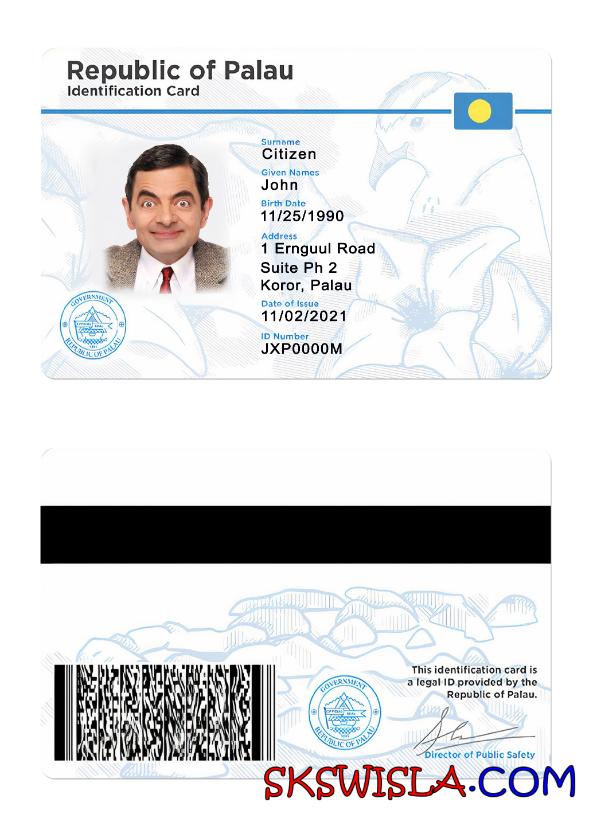 Republic of Palau
Identification Card
Surname
Citizen
Given Names
John
Birth Date
11/25/1990
Address
1 Ernguul Road
Suite Ph 2
Koror, Palau
Date of Issue
11/02/2021
ID Number
JXP0000M
GOVERNMENT
REPUBLIC OF PALAU
This identification card is
a legal ID provided by the
Republic of Palau.
GOVERNMENT
REPUBLIC OF PALAU
Director of Public Safety
SKSWISLA.COM